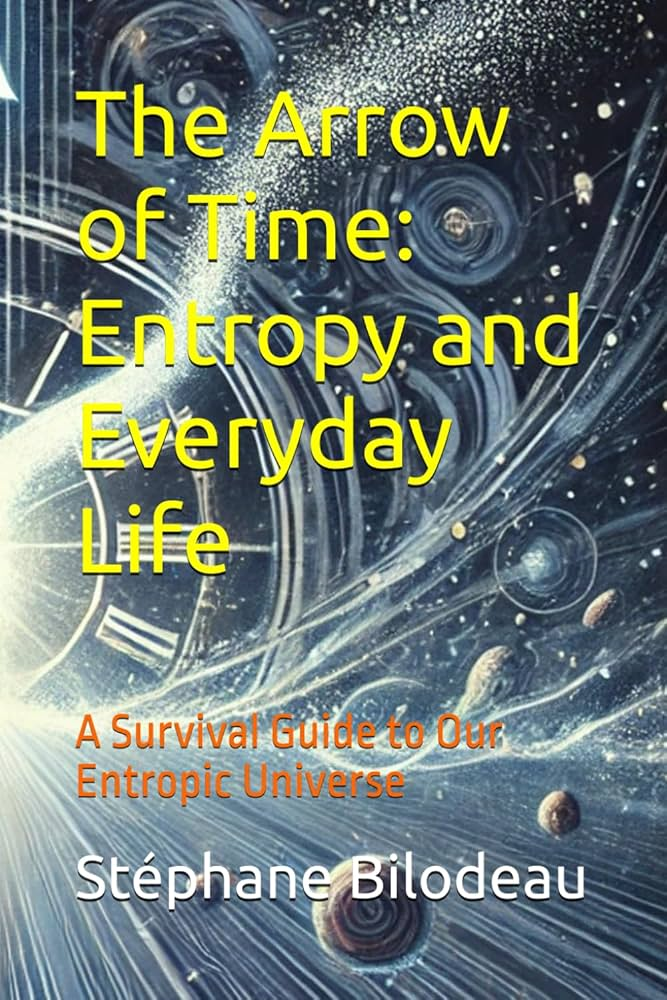 The Arrow
of Time:
Entropy and
Everyday
Life
A Survival Guide to Our
Entropic Universe
Stéphane Bilodeau